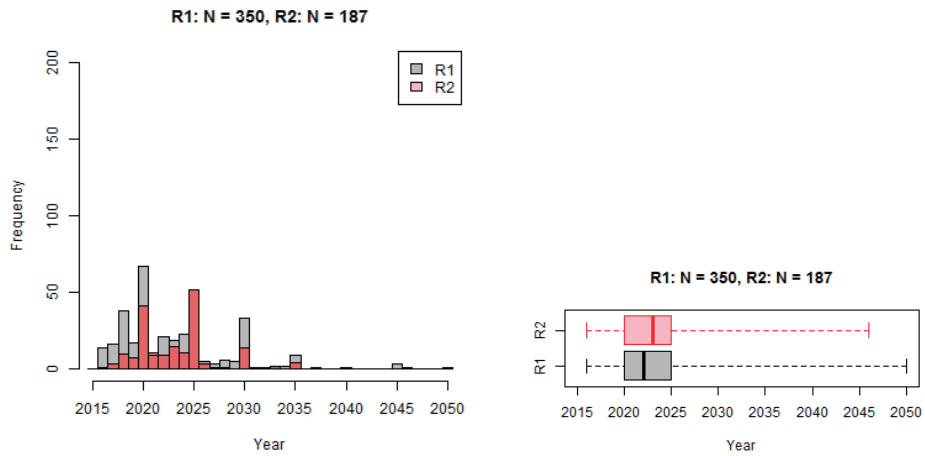 R1: N = 350, R2: N = 187
200
150
100
50
0
Frequency
R1
R2
2015 2020 2025 2030 2035 2040 2045 2050
Year
R1: N = 350, R2: N = 187
R2
R1
2015 2020 2025 2030 2035 2040 2045 2050
Year